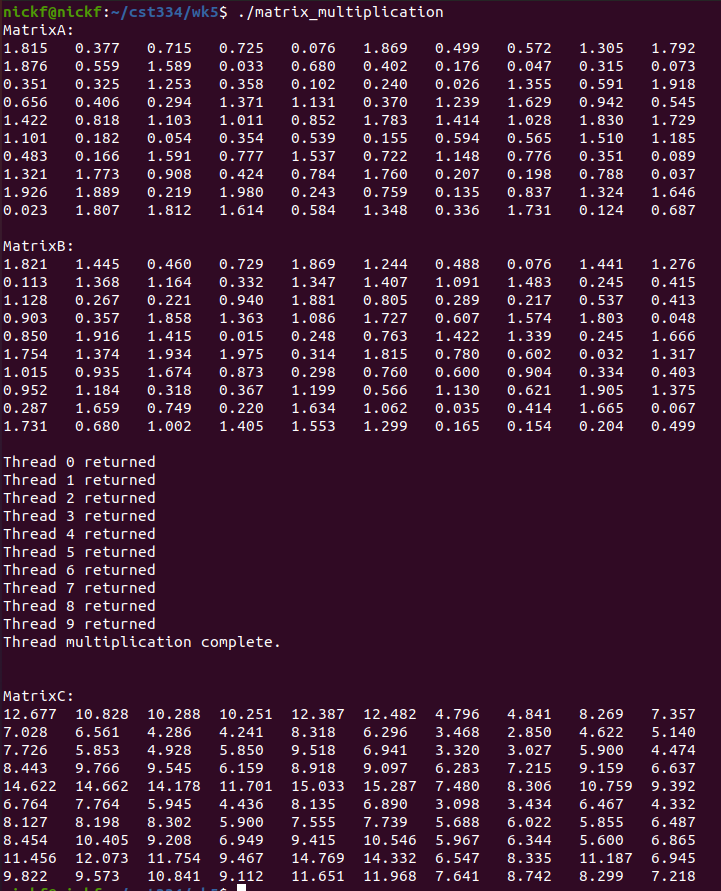 nickf@nickf:~/cst334/wk5$ ./matrix_multiplication
MatrixA:
1.815 0.377 0.715 0.725 0.076 1.869 0.499 0.572 1.305 1.792
1.876 0.559 1.589 0.033 0.680 0.402 0.176 0.047 0.315 0.073
0.351 0.325 1.253 0.358 0.102 0.240 0.026 1.355 0.591 1.918
0.656 0.406 0.294 1.371 1.131 0.370 1.239 1.629 0.942 0.545
1.422 0.818 1.103 1.011 0.852 1.783 1.414 1.028 1.830 1.729
1.101 0.182 0.054 0.354 0.539 0.155 0.594 0.565 1.510 1.185
0.483 0.166 1.591 0.777 1.537 0.722 1.148 0.776 0.351 0.089
1.321 1.773 0.908 0.424 0.784 1.760 0.207 0.198 0.788 0.037
1.926 1.889 0.219 1.980 0.243 0.759 0.135 0.837 1.324 1.646
0.023 1.807 1.812 1.614 0.584 1.348 0.336 1.731 0.124 0.687
MatrixB:
1.821 1.445 0.460 0.729 1.869 1.244 0.488 0.076 1.441 1.276
0.113 1.368 1.164 0.332 1.347 1.407 1.091 1.483 0.245 0.415
1.128 0.267 0.221 0.940 1.881 0.805 0.289 0.217 0.537 0.413
0.903 0.357 1.858 1.363 1.086 1.727 0.607 1.574 1.803 0.048
0.850 1.916 1.415 0.015 0.248 0.763 1.422 1.339 0.245 1.666
1.754 1.374 1.934 1.975 0.314 1.815 0.780 0.602 0.032 1.317
1.015 0.935 1.674 0.873 0.298 0.760 0.600 0.904 0.334 0.403
0.952 1.184 0.318 0.367 1.199 0.566 1.130 0.621 1.905 1.375
0.287 1.659 0.749 0.220 1.634 1.062 0.035 0.414 1.665 0.067
1.731 0.680 1.002 1.405 1.553 1.299 0.165 0.154 0.204 0.499
Thread 0 returned
Thread 1 returned
Thread 2 returned
Thread 3 returned
Thread 4 returned
Thread 5 returned
Thread 6 returned
Thread 7 returned
Thread 8 returned
Thread 9 returned
Thread multiplication complete.
MatrixC:
12.677 10.828 10.288 10.251 12.387 12.482 4.796 4.841 8.269 7.357
7.028 6.561 4.286 4.241 8.318 6.296 3.468 2.850 4.622 5.140
7.726 5.853 4.928 5.850 9.518 6.941 3.320 3.027 5.900 4.474
8.443 9.766 9.545 6.159 8.918 9.097 6.283 7.215 9.159 6.637
14.622 14.662 14.178 11.701 15.033 15.287 7.480 8.306 10.759 9.392
6.764 7.764 5.945 4.436 8.135 6.890 3.098 3.434 6.467 4.332
8.127 8.198 8.302 5.900 7.555 7.739 5.688 6.022 5.855 6.487
8.454 10.405 9.208 6.949 9.415 10.546 5.967 6.344 5.600 6.865
11.456 12.073 11.754 9.467 14.769 14.332 6.547 8.335 11.187 6.945
9.822 9.573 10.841 9.112 11.651 11.968 7.641 8.742 8.299 7.218
nickf@nickf:~/cst334/wk5$